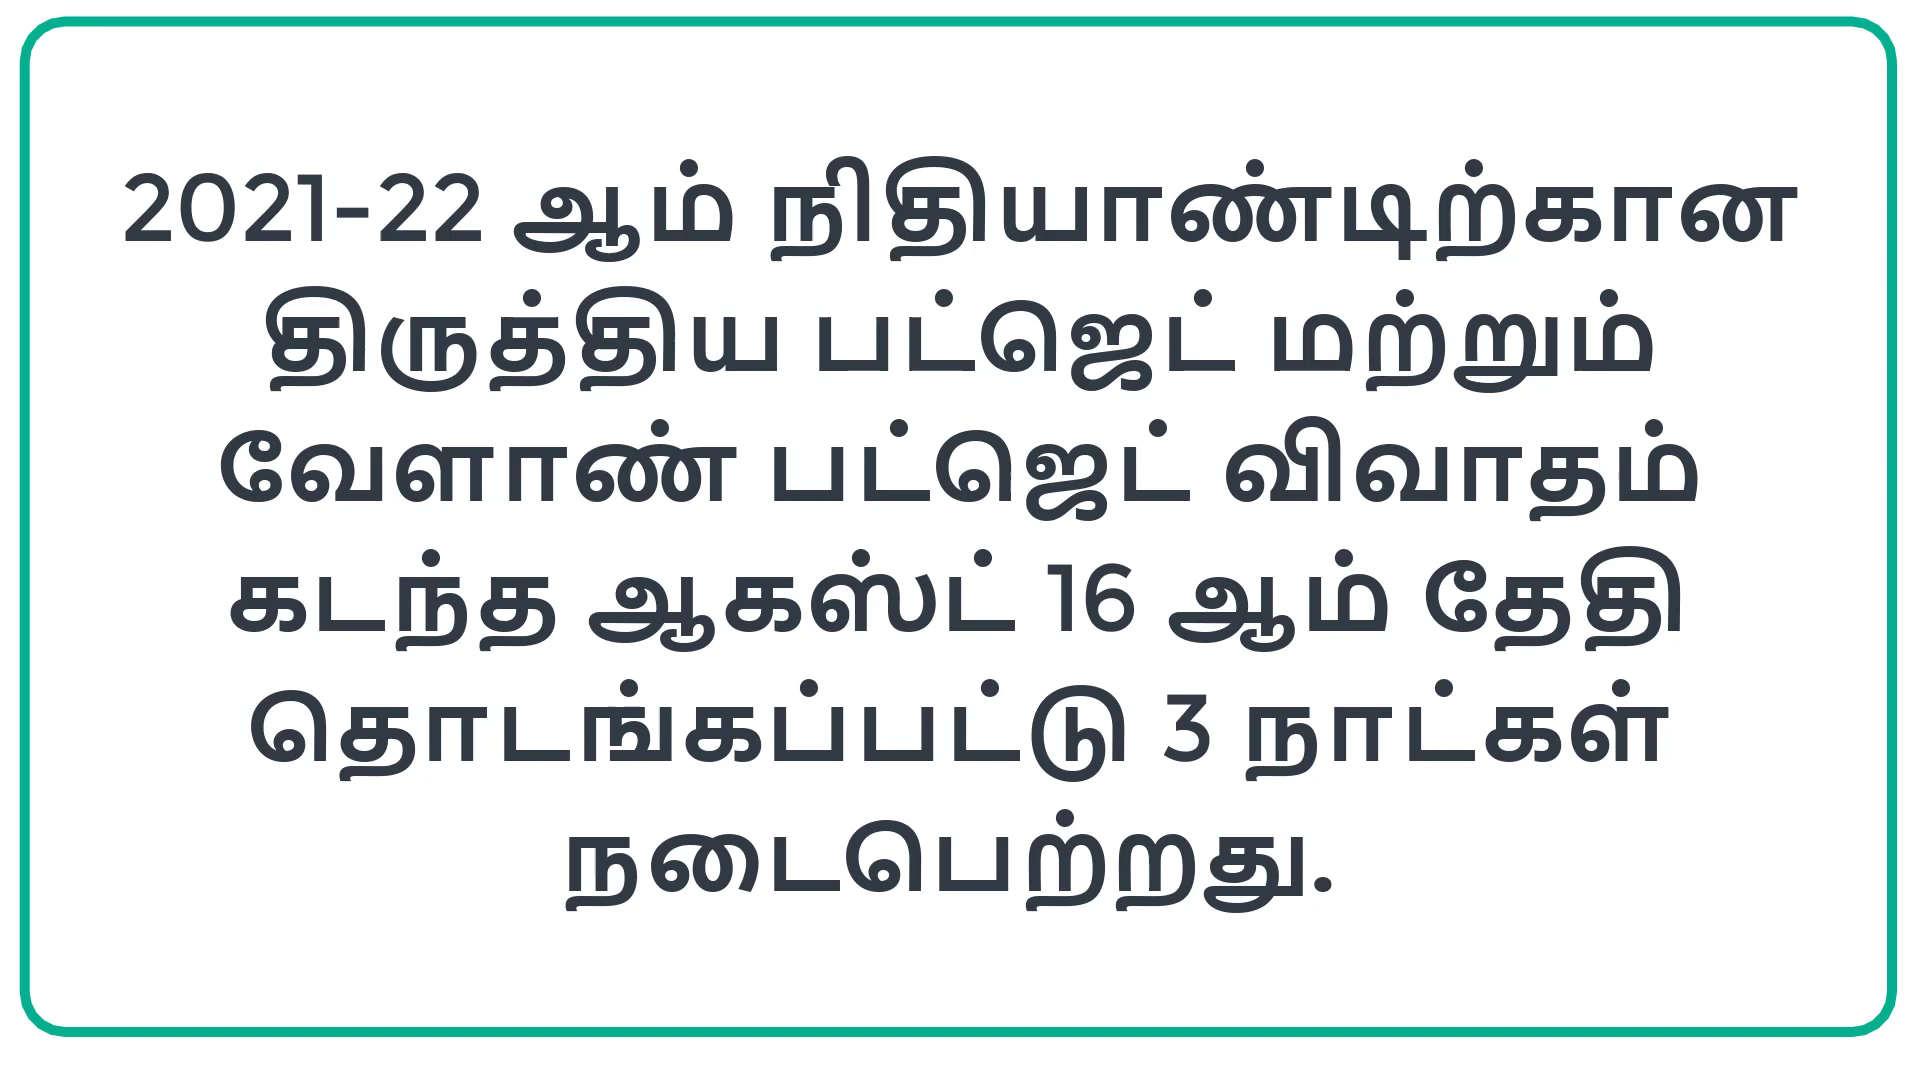 2021-22 ஆம் நிதியாண்டிற்கான
திருத்திய பட்ஜெட் மற்றும்
வேளாண் பட்ஜெட் விவாதம்
கடந்த ஆகஸ்ட் 16 ஆம் தேதி
தொடங்கப்பட்டு 3 நாட்கள்
நடைபெற்றது.